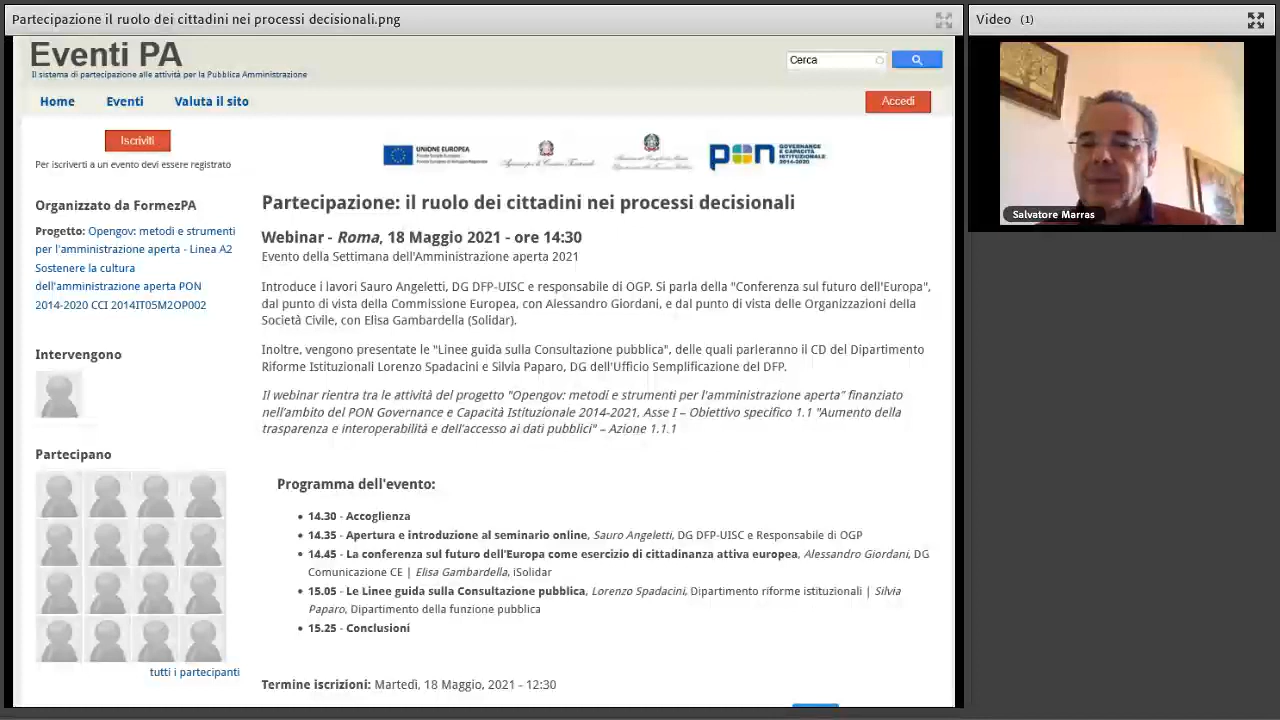 Partecipazione il ruolo dei cittadini nei processi decisionali.png
Video (1)
Eventi PA
Il sistema di partecipazione alle attività per la Pubblica Amministrazione
Cerca
Home Eventi Valuta il sito
Accedi
Iscriviti
Per iscriverti a un evento devi essere registrato
UNIONE EUROPEA
pon GOVERNANCE
E CAPACITÀ
ISTITUZIONALE
2014-2020
Salvatore Marras
Organizzato da FormezPA
Progetto: Opengov: metodi e strumenti
per l'amministrazione aperta - Linea A2
Sostenere la cultura
dell'amministrazione aperta PON
2014-2020 CCI 2014IT05M2OP002
Intervengono
Partecipano
tutti i partecipanti
Partecipazione: il ruolo dei cittadini nei processi decisionali
Webinar - Roma, 18 Maggio 2021 - ore 14:30
Evento della Settimana dell'Amministrazione aperta 2021
Introduce i lavori Sauro Angeletti, DG DFP-UISC e responsabile di OGP. Si parla della "Conferenza sul futuro dell'Europa",
dal punto di vista della Commissione Europea, con Alessandro Giordani, e dal punto di vista delle Organizzazioni della
Società Civile, con Elisa Gambardella (Solidar).
Inoltre, vengono presentate le "Linee guida sulla Consultazione pubblica", delle quali parleranno il CD del Dipartimento
Riforme Istituzionali Lorenzo Spadacini e Silvia Paparo, DG dell'Ufficio Semplificazione del DFP.
Il webinar rientra tra le attività del progetto "Opengov: metodi e strumenti per l'amministrazione aperta" finanziato
nell'ambito del PON Governance e Capacità Istituzionale 2014-2021, Asse I – Obiettivo specifico 1.1 "Aumento della
trasparenza e interoperabilità e dell'accesso ai dati pubblici" – Azione 1.1.1
Programma dell'evento:
• 14.30 - Accoglienza
• 14.35 - Apertura e introduzione al seminario online, Sauro Angeletti, DG DFP-UISC e Responsabile di OGP
• 14.45 - La conferenza sul futuro dell'Europa come esercizio di cittadinanza attiva europea, Alessandro Giordani, DG
Comunicazione CE | Elisa Gambardella, iSolidar
• 15.05 - Le Linee guida sulla Consultazione pubblica, Lorenzo Spadacini, Dipartimento riforme istituzionali | Silvia
Paparo, Dipartimento della funzione pubblica
• 15.25 - Conclusioni
Termine iscrizioni: Martedì, 18 Maggio, 2021 - 12:30